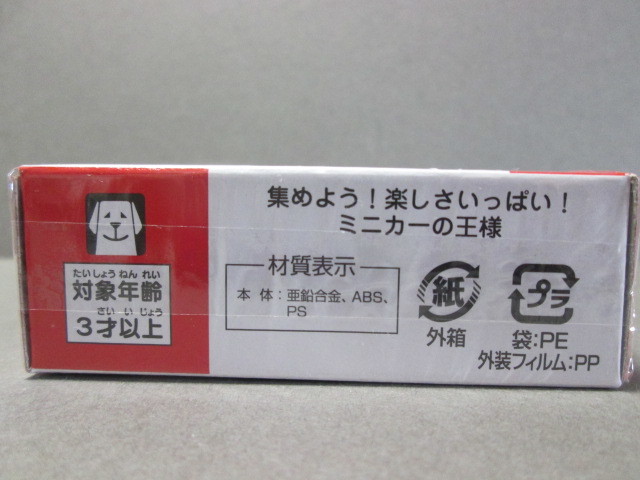 集めよう！楽しさいっぱい！
ミニカーの王様
たいしょうねんれい
対象年齢
さいいじょう
3才以上
材質表示
本体：亜鉛合金、ABS、
PS
紙
外箱
プラ
袋：PE
外装フィルム：PP